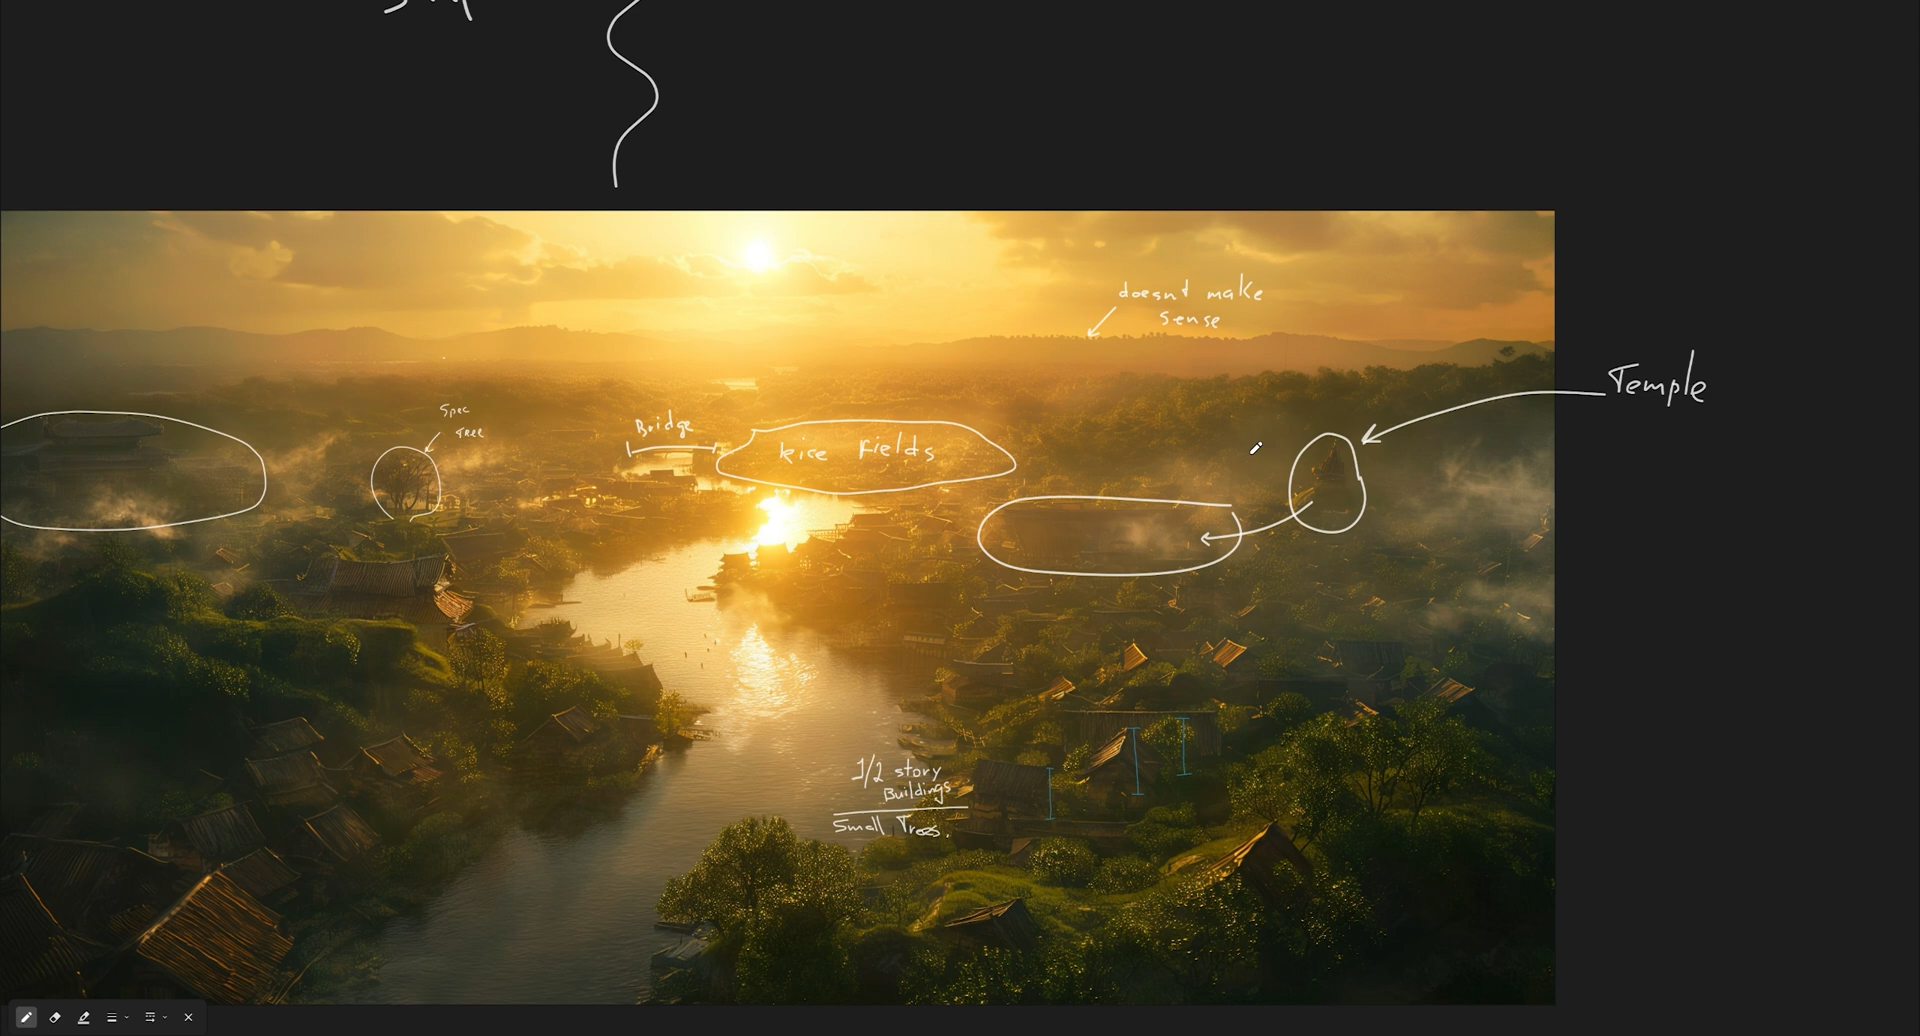 doesnt make
sense
Temple
Spec
Tree
Bridge
Rice Fields
1/2 story
Buildings
Small Trees.